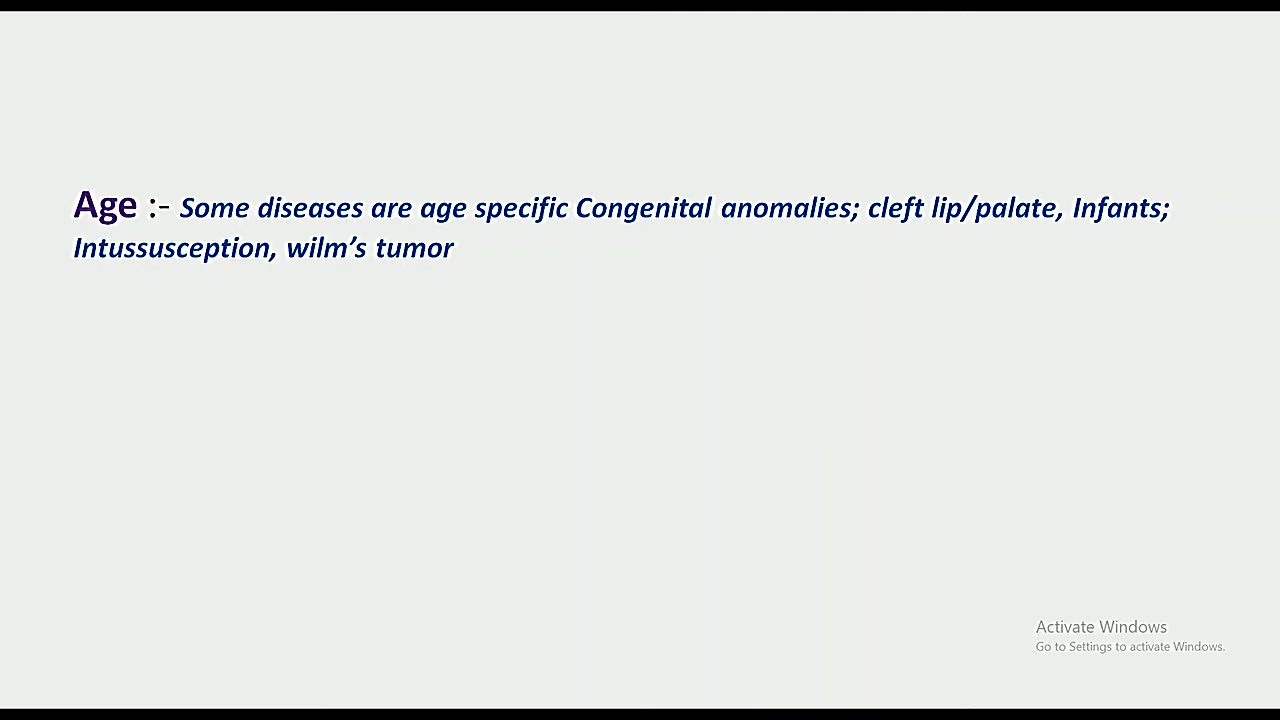 Age :- Some diseases are age specific Congenital anomalies; cleft lip/palate, Infants;
Intussusception, wilm’s tumor
Activate Windows
Go to Settings to activate Windows.